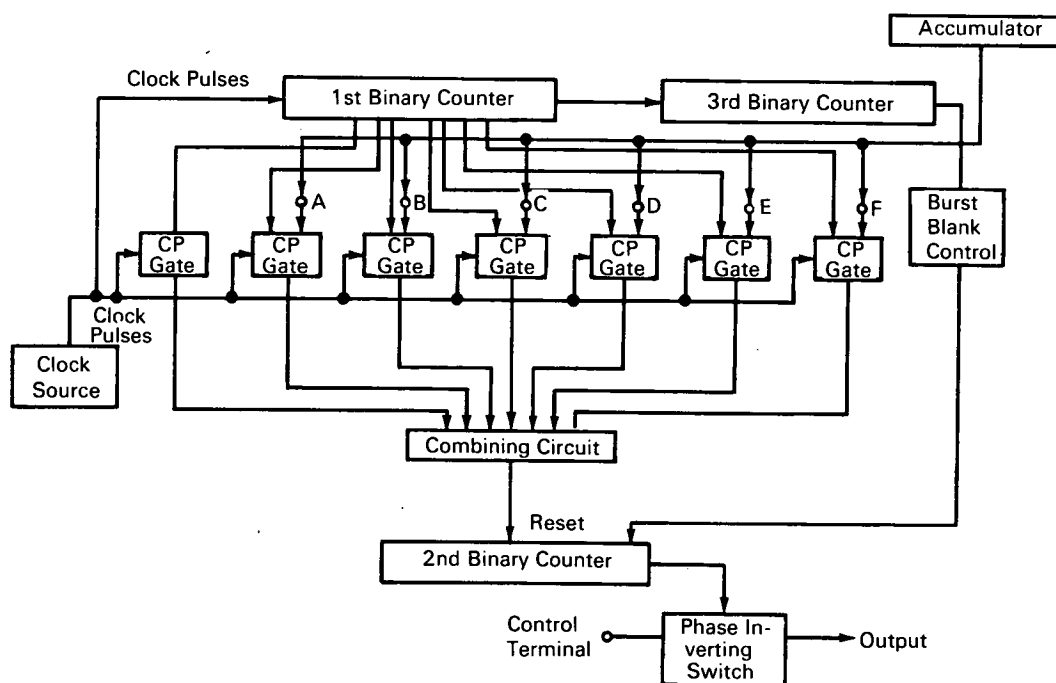 Accumulator
Clock Pulses
1st Binary Counter
3rd Binary Counter
A
B
C
D
E
F
Burst
Blank
Control
CP
Gate
CP
Gate
CP
Gate
CP
Gate
CP
Gate
CP
Gate
CP
Gate
Clock
Pulses
Clock
Source
Combining Circuit
Reset
2nd Binary Counter
Control
Terminal
Phase In-
verting
Switch
Output